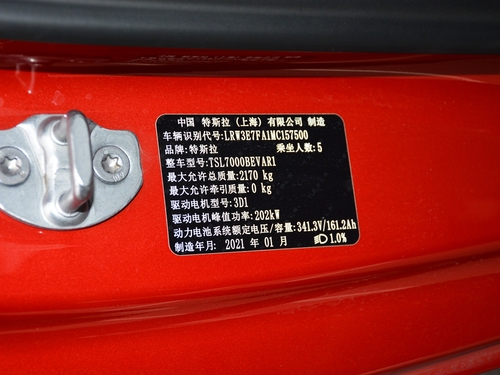 中国 特斯拉(上海)有限公司 制造
车辆识别代号: LRW3E7FA1MC157500
品牌: 特斯拉 乘坐人数: 5
整车型号: TSL7000BEVAR1
最大允许总质量: 2170 kg
最大允许牵引质量: 0 kg
驱动电机型号: 3D1
驱动电机峰值功率: 202kW
动力电池系统额定电压/容量: 341.3V/161.2Ah
制造年月: 2021 年 01 月 1.0%